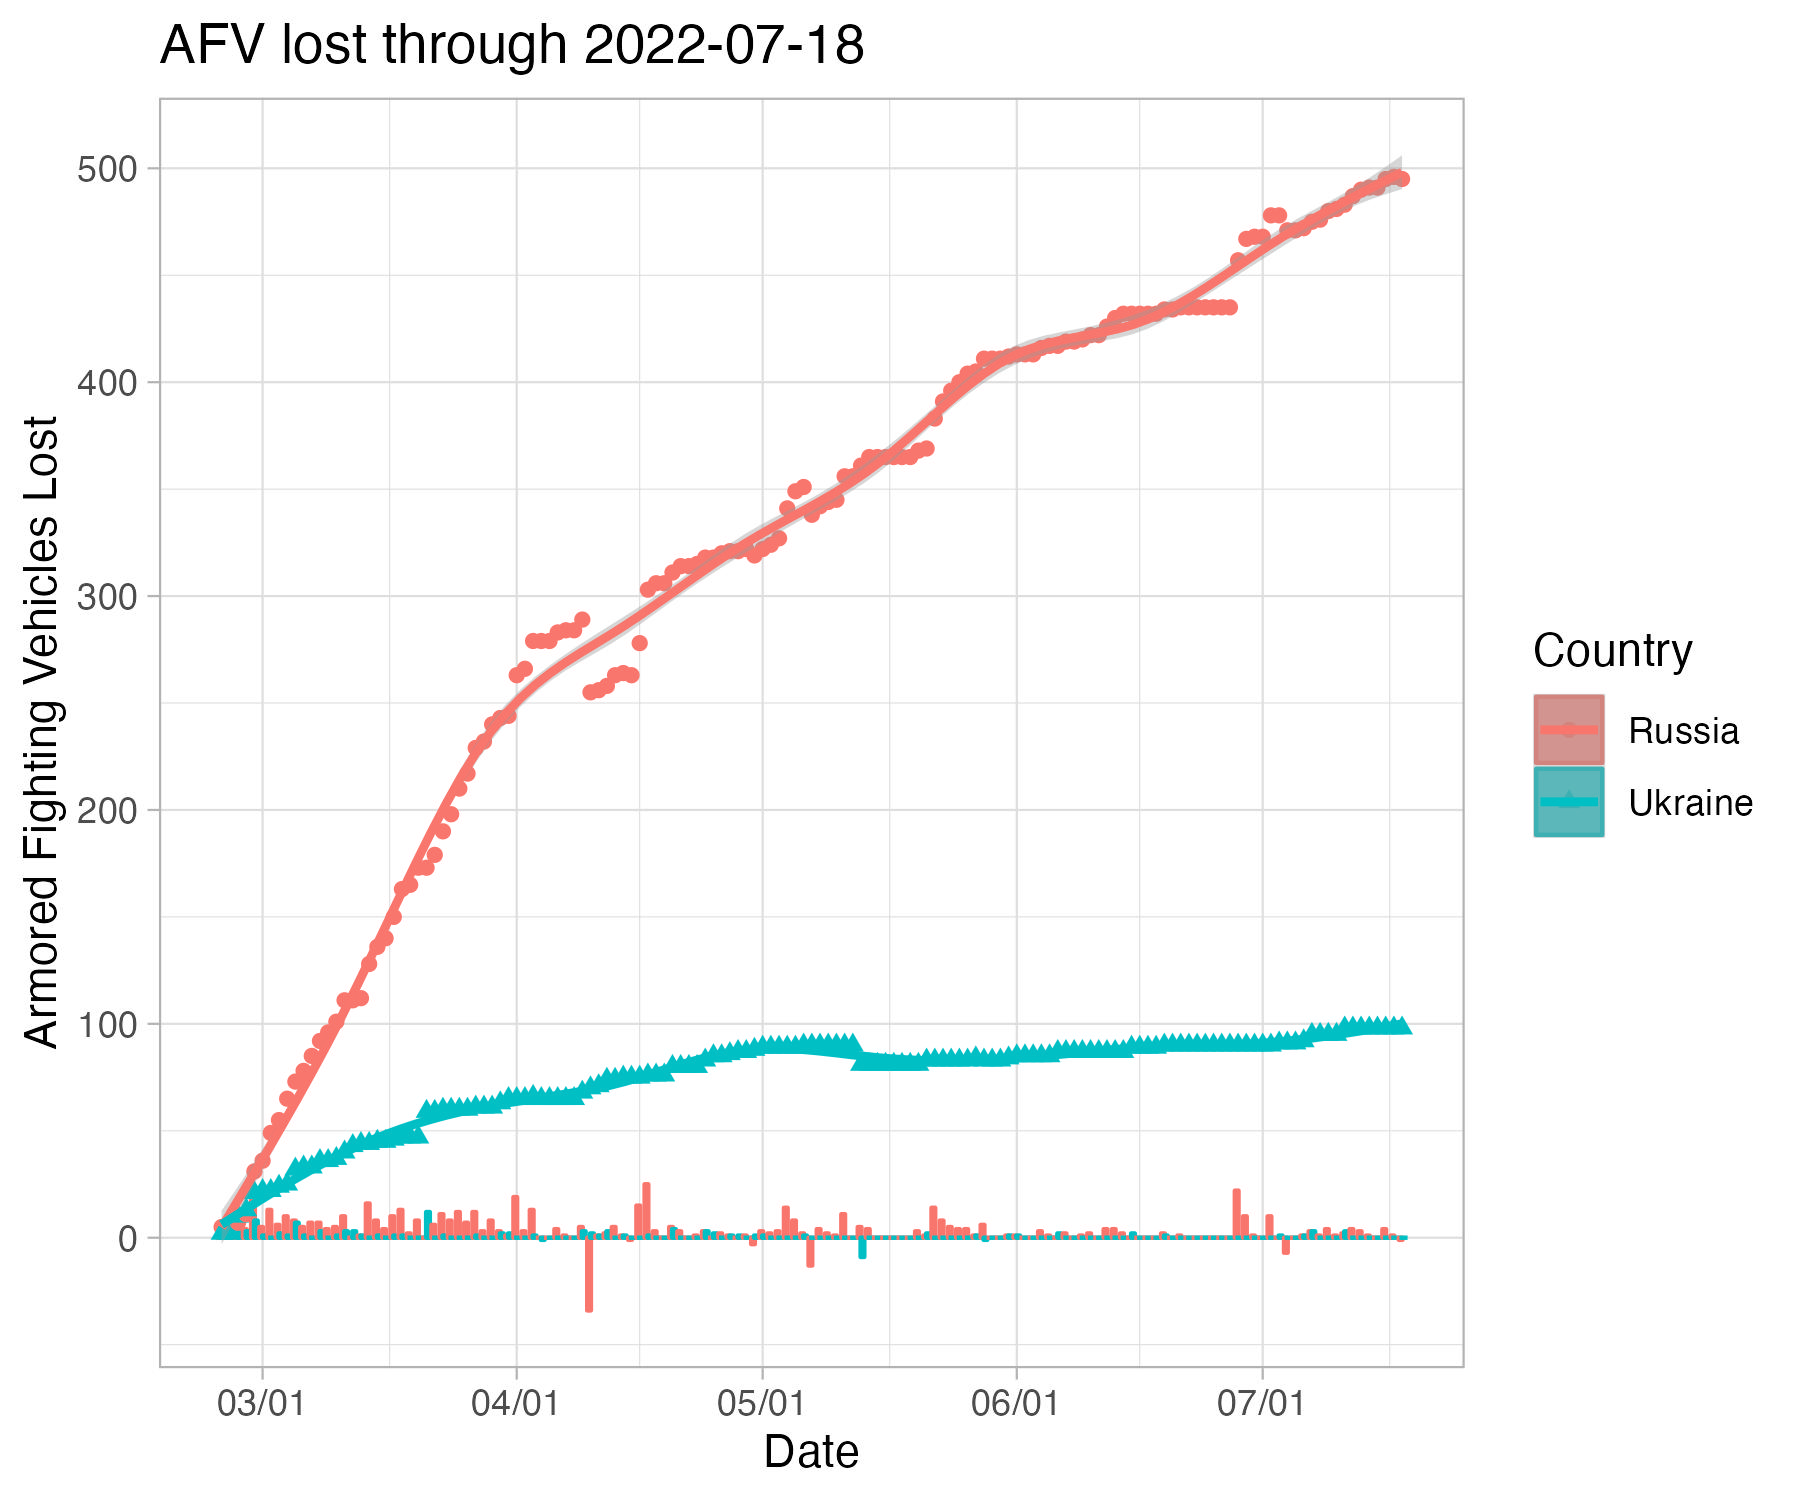 AFV lost through 2022-07-18
Armored Fighting Vehicles Lost
500
400
300
200
100
0
03/01
04/01
05/01
06/01
07/01
Date
Country
Russia
Ukraine